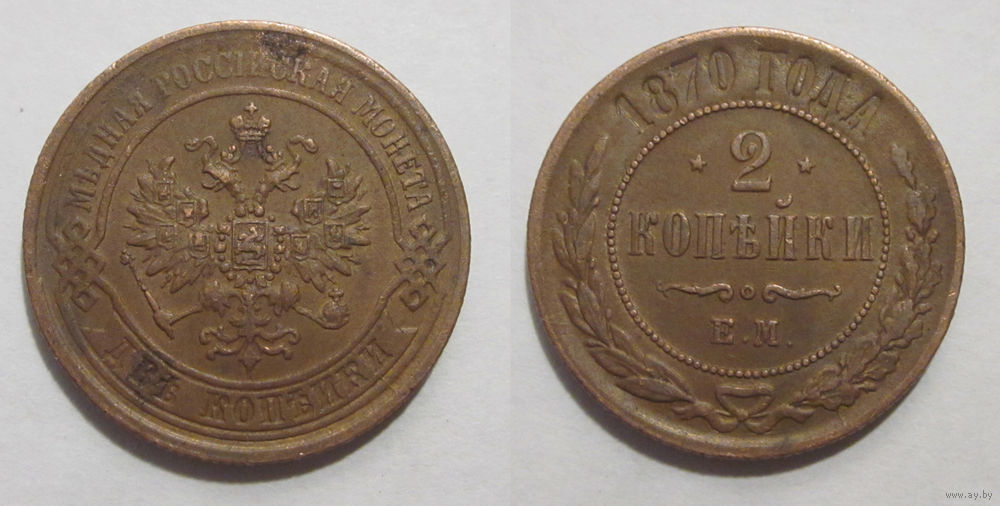 МѢДНАЯ РОССІЙСКАЯ МОНЕТА
ДВѢ КОПѢЙКИ
1870 ГОДА
2
КОПѢЙКИ
Е.М.
www.ay.by